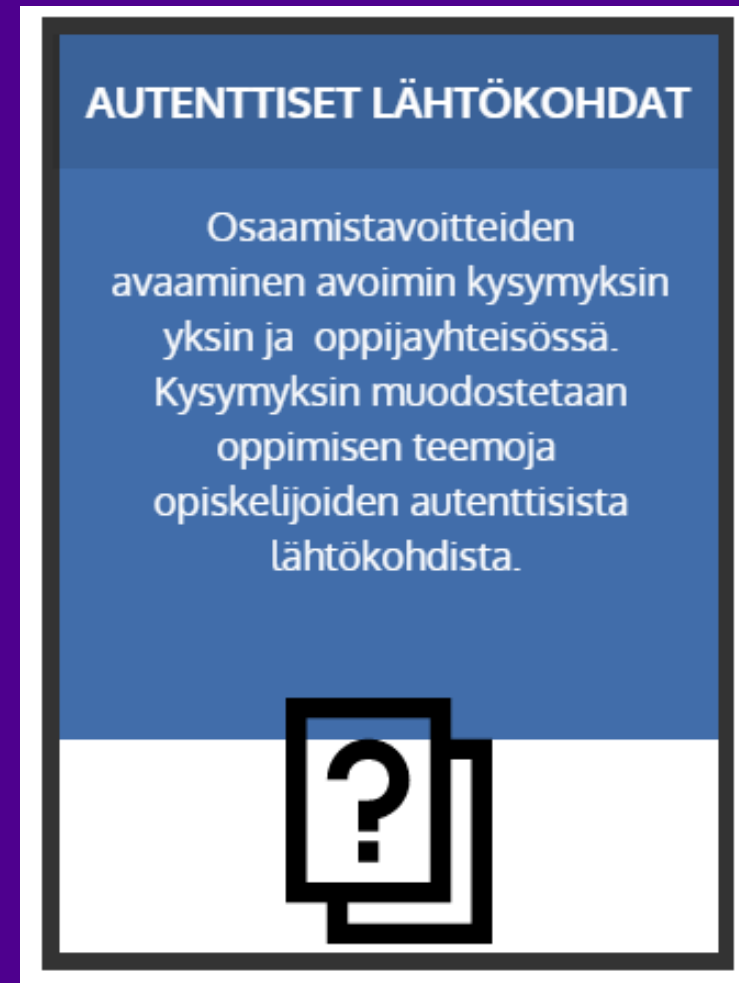 AUTENTTISET LÄHTÖKOHDAT
Osaamistavoitteiden
avaaminen avoimin kysymyksin
yksin ja  oppijayhteisössä.
Kysymyksin muodostetaan
oppimisen teemoja
opiskelijoiden autenttisista
lähtökohdista.
?